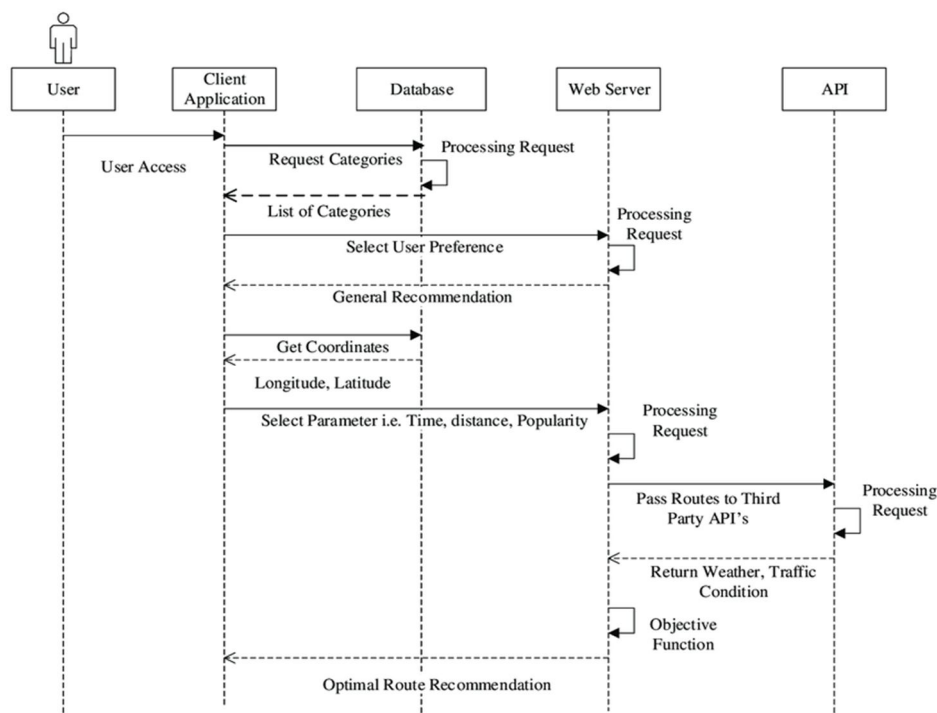 User
Client
Application
Database
Web Server
API
User Access
Request Categories
Processing Request
List of Categories
Processing
Request
Select User Preference
General Recommendation
Get Coordinates
Longitude, Latitude
Select Parameter i.e. Time, distance, Popularity
Processing
Request
Pass Routes to Third
Party API's
Processing
Request
Return Weather, Traffic
Condition
Objective
Function
Optimal Route Recommendation